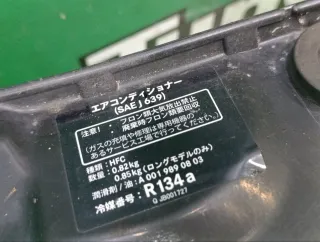 エアコンディショナー
(SAE J 639)
注意! ・フロン類大気放出禁止
・廃棄時フロン類要回収
(ガスの充填や修理は専用機器の
あるサービス工場で行ってください。)
種類:HFC
数量:0.82kg
0.85kg(ロングモデルのみ)
潤滑剤/油:A 001 989 08 03
冷媒番号:R134a
Q JB001727